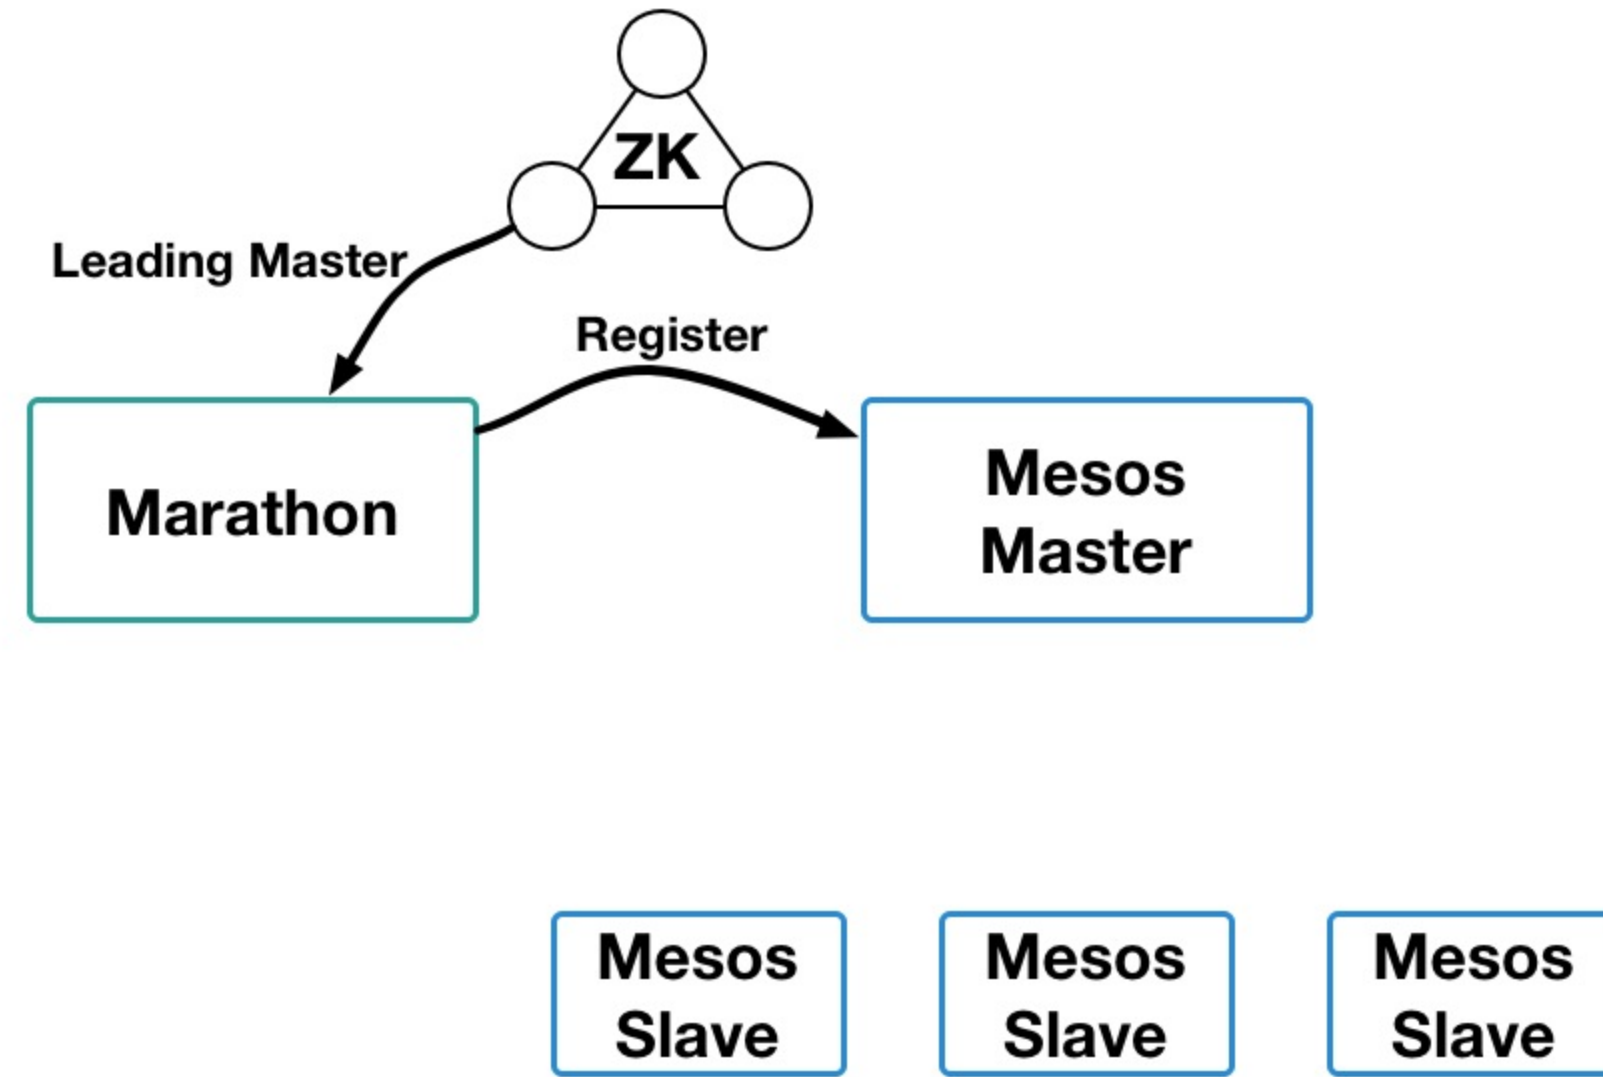 ZK
Leading Master
Register
Marathon
Mesos
Master
Mesos
Slave
Mesos
Slave
Mesos
Slave